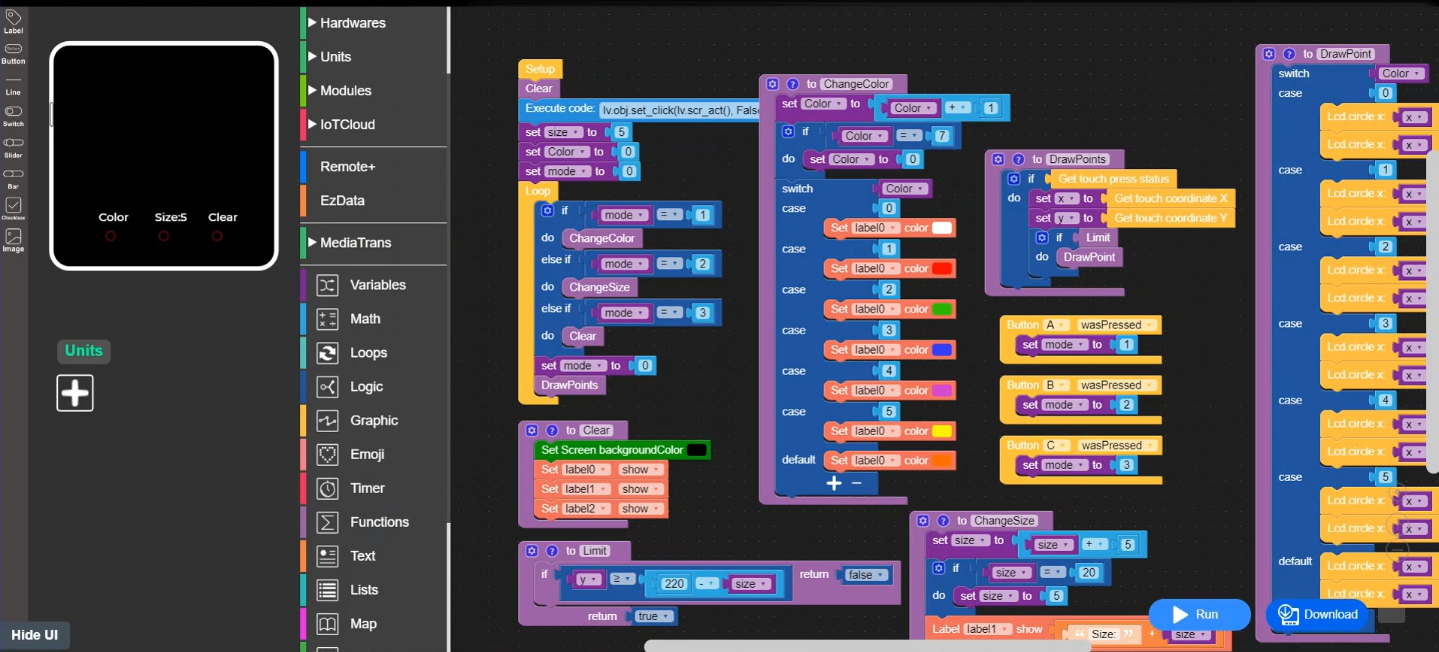 Label
Button
Line
Switch
Slider
Bar
Checkbox
Image
Color Size:5 Clear
Units
Hide UI
Hardwares
Units
Modules
IoTCloud
Remote+
EzData
MediaTrans
Variables
Math
Loops
Logic
Graphic
Emoji
Timer
Functions
Text
Lists
Map
Setup
Clear
Execute code: lv.obj.set_click(lv.scr_act(), Fals
set size to 5
set Color to 0
set mode to 0
Loop
if mode = 1
do ChangeColor
else if mode = 2
do ChangeSize
else if mode = 3
do Clear
set mode to 0
DrawPoints
to Clear
Set Screen backgroundColor
Set label0 show
Set label1 show
Set label2 show
to Limit
if y ≥ 220 - size return false
return true
to ChangeColor
set Color to Color + 1
if Color = 7
do set Color to 0
switch Color
case 0
Set label0 color
case 1
Set label0 color
case 2
Set label0 color
case 3
Set label0 color
case 4
Set label0 color
case 5
Set label0 color
default Set label0 color
to DrawPoints
if Get touch press status
do set x to Get touch coordinate X
set y to Get touch coordinate Y
if Limit
do DrawPoint
Button A wasPressed
set mode to 1
Button B wasPressed
set mode to 2
Button C wasPressed
set mode to 3
to ChangeSize
set size to size + 5
if size = 20
do set size to 5
Label label1 show “ Size: ” + size
to DrawPoint
switch Color
case 0
Lcd.circle x: x
Lcd.circle x: x
case 1
Lcd.circle x: x
Lcd.circle x: x
case 2
Lcd.circle x: x
Lcd.circle x: x
case 3
Lcd.circle x: x
Lcd.circle x: x
case 4
Lcd.circle x: x
Lcd.circle x: x
case 5
Lcd.circle x: x
Lcd.circle x: x
default Lcd.circle x: x
Lcd.circle x: x
Run
Download